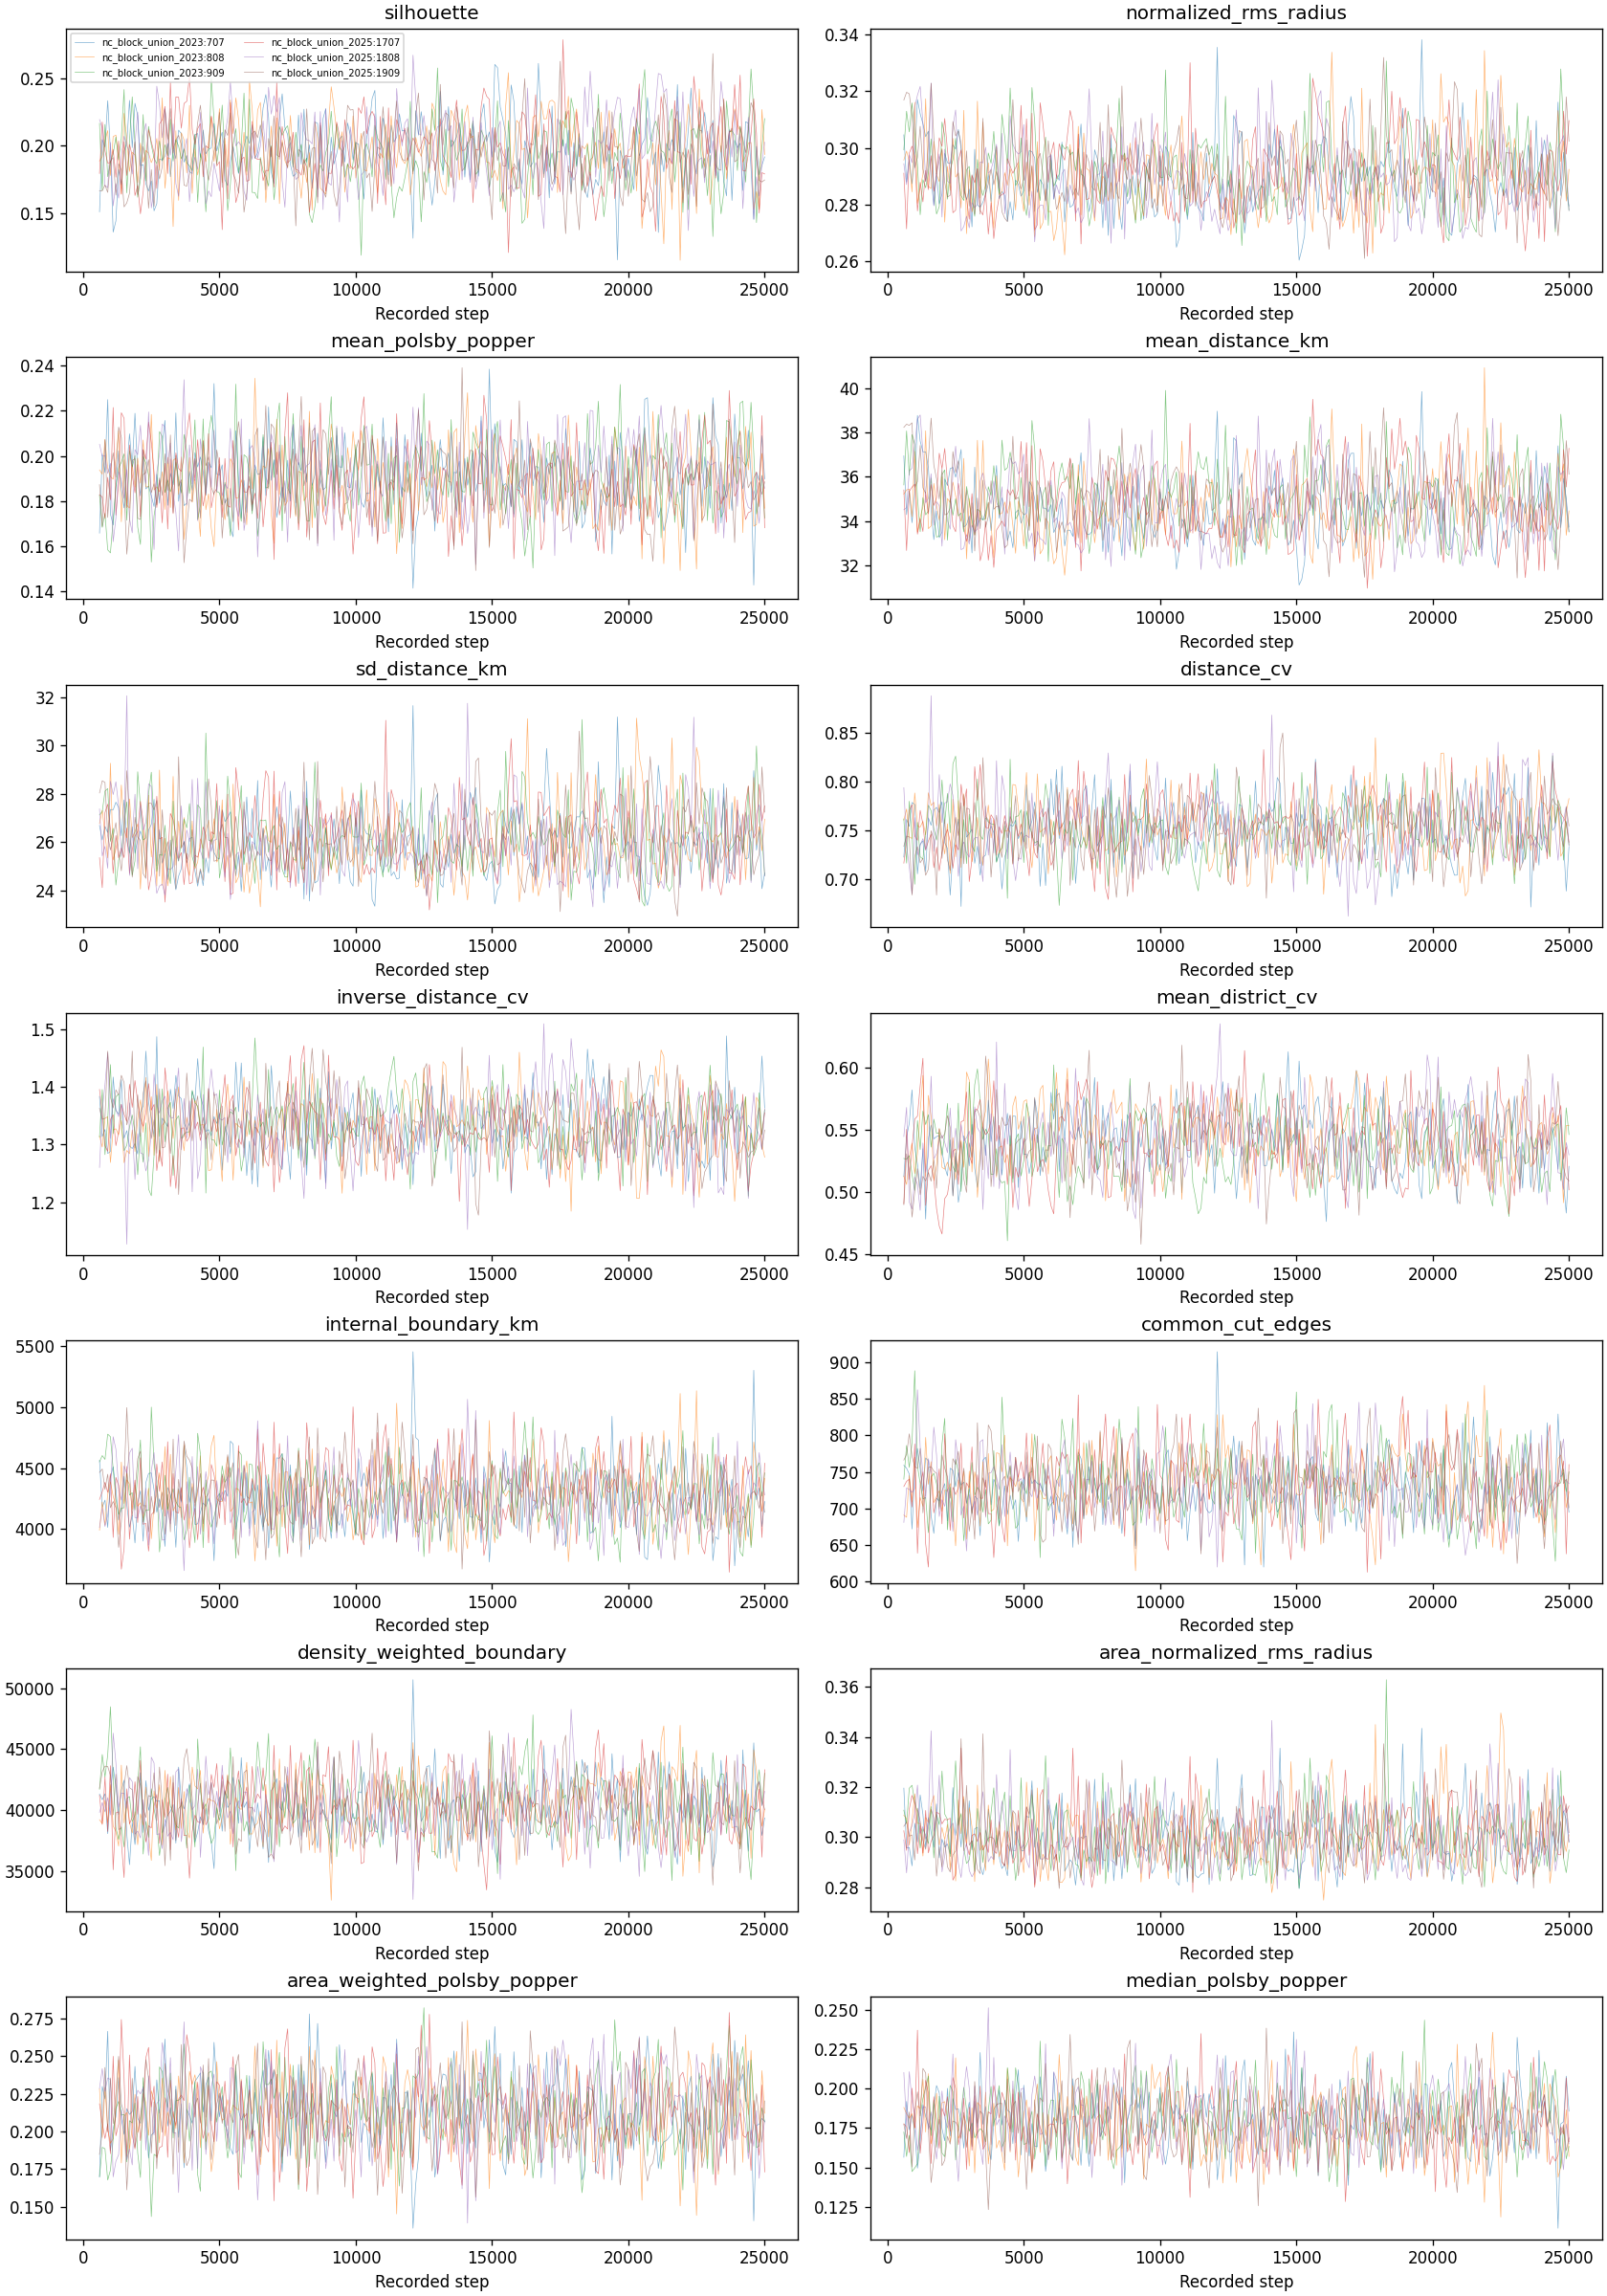 silhouette
nc_block_union_2023:707 nc_block_union_2025:1707
nc_block_union_2023:808 nc_block_union_2025:1808
nc_block_union_2023:909 nc_block_union_2025:1909
0.25
0.20
0.15
0 5000 10000 15000 20000 25000
Recorded step
normalized_rms_radius
0.34
0.32
0.30
0.28
0.26
0 5000 10000 15000 20000 25000
Recorded step
mean_polsby_popper
0.24
0.22
0.20
0.18
0.16
0.14
0 5000 10000 15000 20000 25000
Recorded step
mean_distance_km
40
38
36
34
32
0 5000 10000 15000 20000 25000
Recorded step
sd_distance_km
32
30
28
26
24
0 5000 10000 15000 20000 25000
Recorded step
distance_cv
0.85
0.80
0.75
0.70
0 5000 10000 15000 20000 25000
Recorded step
inverse_distance_cv
1.5
1.4
1.3
1.2
0 5000 10000 15000 20000 25000
Recorded step
mean_district_cv
0.60
0.55
0.50
0.45
0 5000 10000 15000 20000 25000
Recorded step
internal_boundary_km
5500
5000
4500
4000
0 5000 10000 15000 20000 25000
Recorded step
common_cut_edges
900
850
800
750
700
650
600
0 5000 10000 15000 20000 25000
Recorded step
density_weighted_boundary
50000
45000
40000
35000
0 5000 10000 15000 20000 25000
Recorded step
area_normalized_rms_radius
0.36
0.34
0.32
0.30
0.28
0 5000 10000 15000 20000 25000
Recorded step
area_weighted_polsby_popper
0.275
0.250
0.225
0.200
0.175
0.150
0 5000 10000 15000 20000 25000
Recorded step
median_polsby_popper
0.250
0.225
0.200
0.175
0.150
0.125
0 5000 10000 15000 20000 25000
Recorded step